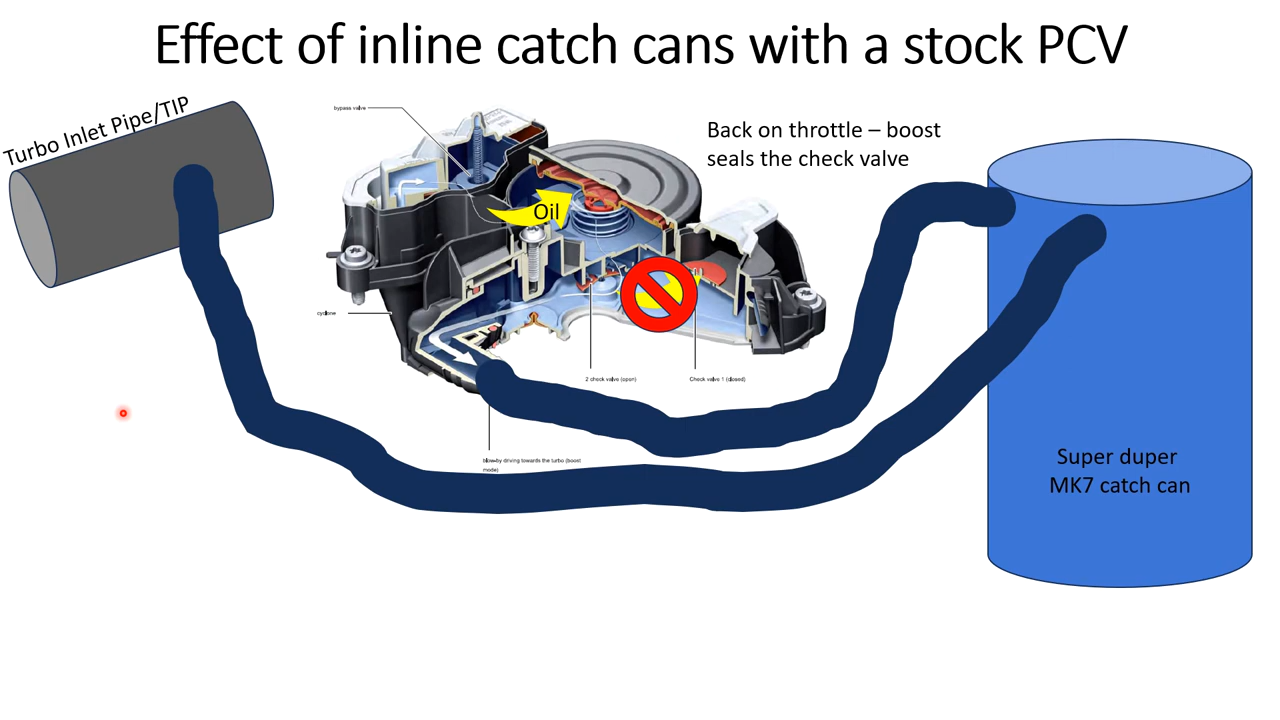 Effect of inline catch cans with a stock PCV
Turbo Inlet Pipe/TIP
bypass valve
Back on throttle – boost
seals the check valve
Oil
cyclone
2 check valve (open)
Check valve 1 (closed)
blow-by driving towards the turbo (boost
mode)
Super duper
MK7 catch can